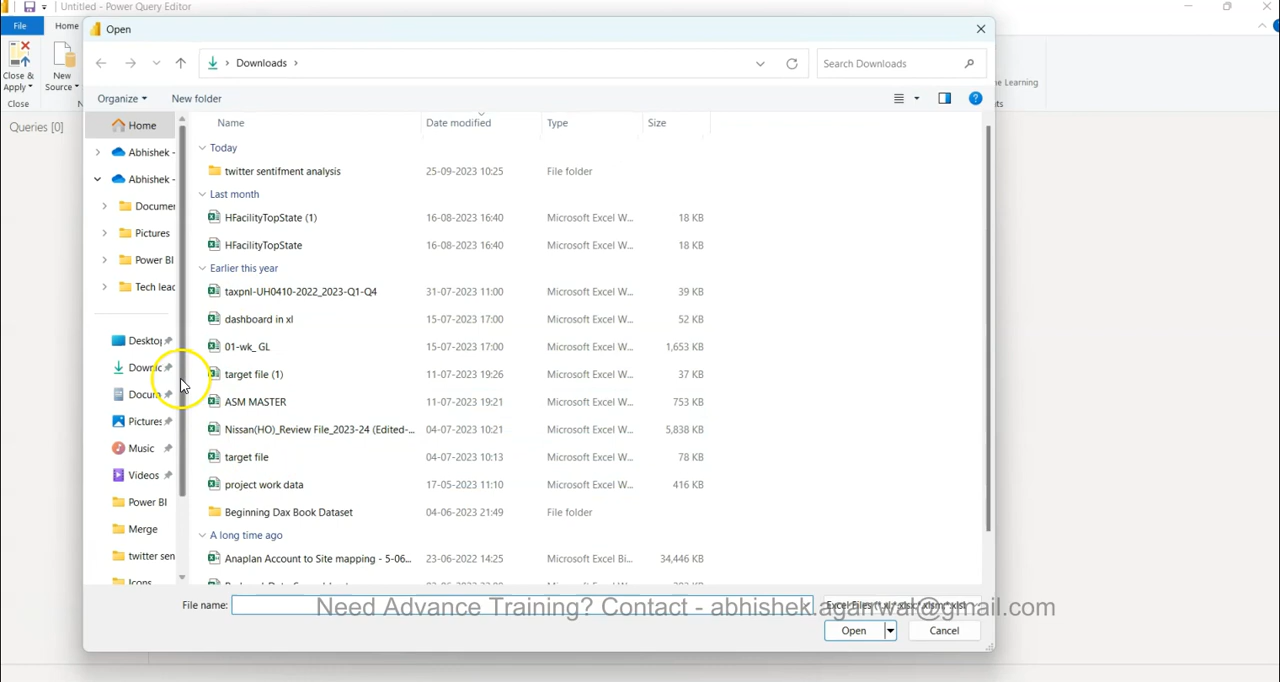 Untitled - Power Query Editor
File
Home
Close &
Apply
Close
New
Source
Queries [0]
Open
Downloads
Search Downloads
Organize
New folder
Name
Date modified
Type
Size
Home
Abhishek -
Abhishek -
Documer
Pictures
Power BI
Tech leac
Desktop
Downlc
Docum
Pictures
Music
Videos
Power BI
Merge
twitter sen
Icons
Today
twitter sentifment analysis 25-09-2023 10:25 File folder
Last month
HFacilityTopState (1) 16-08-2023 16:40 Microsoft Excel W... 18 KB
HFacilityTopState 16-08-2023 16:40 Microsoft Excel W... 18 KB
Earlier this year
taxpnl-UH0410-2022_2023-Q1-Q4 31-07-2023 11:00 Microsoft Excel W... 39 KB
dashboard in xl 15-07-2023 17:00 Microsoft Excel W... 52 KB
01-wk_ GL 15-07-2023 17:00 Microsoft Excel W... 1,653 KB
target file (1) 11-07-2023 19:26 Microsoft Excel W... 37 KB
ASM MASTER 11-07-2023 19:21 Microsoft Excel W... 753 KB
Nissan(HO)_Review File_2023-24 (Edited-... 04-07-2023 10:21 Microsoft Excel W... 5,838 KB
target file 04-07-2023 10:13 Microsoft Excel W... 78 KB
project work data 17-05-2023 11:10 Microsoft Excel W... 416 KB
Beginning Dax Book Dataset 04-06-2023 21:49 File folder
A long time ago
Anaplan Account to Site mapping - 5-06... 23-06-2022 14:25 Microsoft Excel Bi... 34,446 KB
File name:
Need Advance Training? Contact - abhishek.agarwal@gmail.com
Open
Cancel
ne Learning